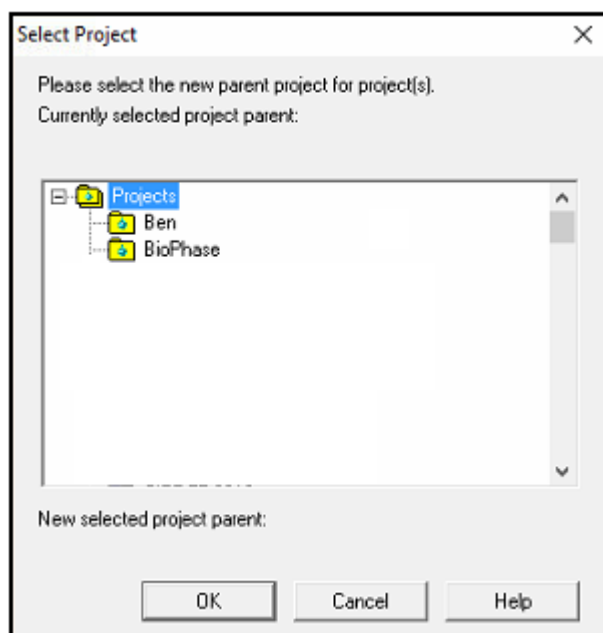 Select Project
Please select the new parent project for project(s).
Currently selected project parent:
Projects
Ben
BioPhase
New selected project parent:
OK
Cancel
Help